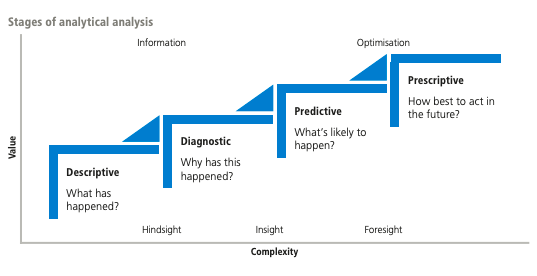 Stages of analytical analysis
Information
Optimisation
Prescriptive
How best to act in
the future?
Predictive
What's likely to
happen?
Diagnostic
Why has this
happened?
Descriptive
What has
happened?
Value
Hindsight
Insight
Foresight
Complexity